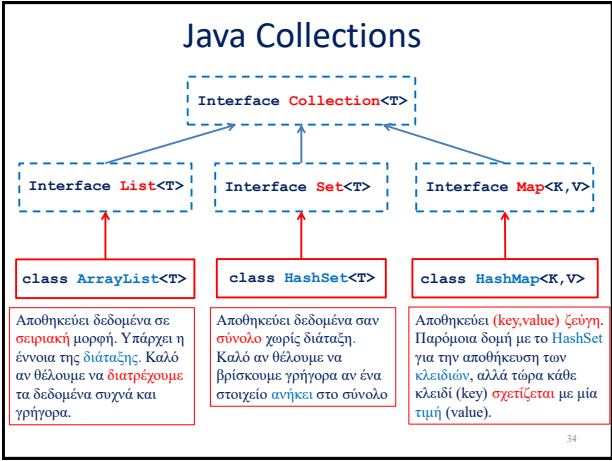 Java Collections
Interface Collection<T>
Interface List<T>
Interface Set<T>
Interface Map<K,V>
class ArrayList<T>
class HashSet<T>
class HashMap<K,V>
Αποθηκεύει δεδομένα σε
σειριακή μορφή. Υπάρχει η
έννοια της διάταξης. Καλό
αν θέλουμε να διατρέχουμε
τα δεδομένα συχνά και
γρήγορα.
Αποθηκεύει δεδομένα σαν
σύνολο χωρίς διάταξη.
Καλό αν θέλουμε να
βρίσκουμε γρήγορα αν ένα
στοιχείο ανήκει στο σύνολο
Αποθηκεύει (key,value) ζεύγη.
Παρόμοια δομή με το HashSet
για την αποθήκευση των
κλειδιών, αλλά τώρα κάθε
κλειδί (key) σχετίζεται με μία
τιμή (value).
34